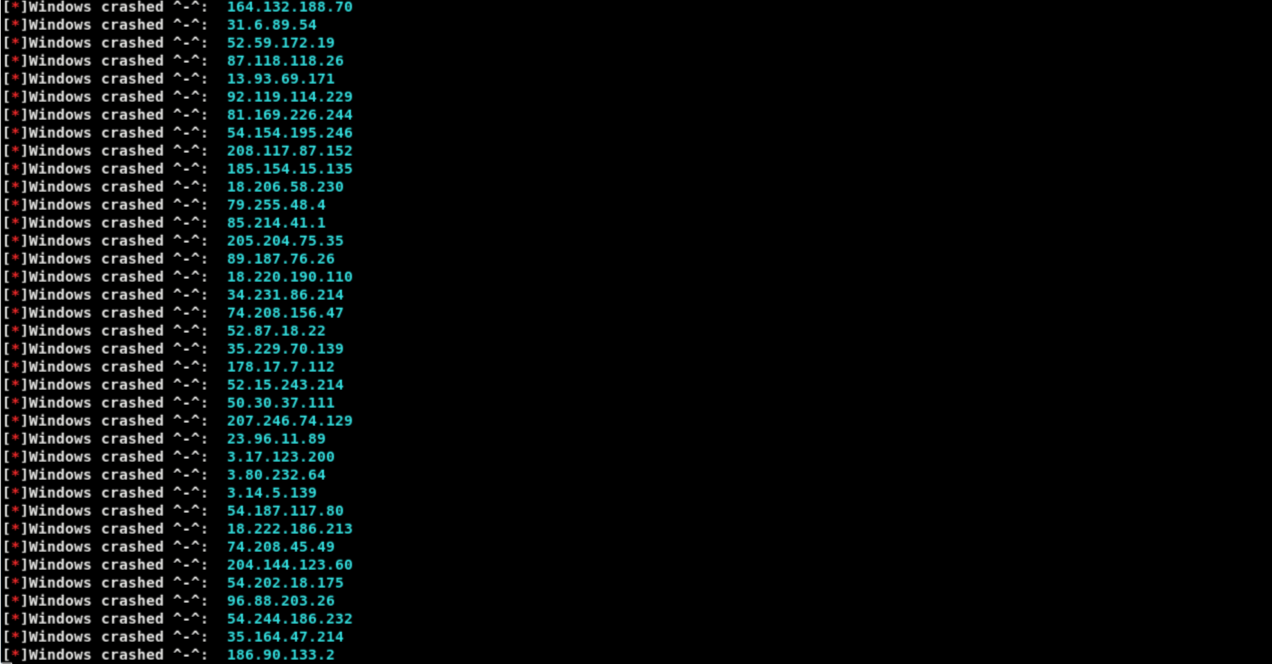 [*]Windows crashed ^-^:  164.132.188.70
[*]Windows crashed ^-^:  31.6.89.54
[*]Windows crashed ^-^:  52.59.172.19
[*]Windows crashed ^-^:  87.118.118.26
[*]Windows crashed ^-^:  13.93.69.171
[*]Windows crashed ^-^:  92.119.114.229
[*]Windows crashed ^-^:  81.169.226.244
[*]Windows crashed ^-^:  54.154.195.246
[*]Windows crashed ^-^:  208.117.87.152
[*]Windows crashed ^-^:  185.154.15.135
[*]Windows crashed ^-^:  18.206.58.230
[*]Windows crashed ^-^:  79.255.48.4
[*]Windows crashed ^-^:  85.214.41.1
[*]Windows crashed ^-^:  205.204.75.35
[*]Windows crashed ^-^:  89.187.76.26
[*]Windows crashed ^-^:  18.220.190.110
[*]Windows crashed ^-^:  34.231.86.214
[*]Windows crashed ^-^:  74.208.156.47
[*]Windows crashed ^-^:  52.87.18.22
[*]Windows crashed ^-^:  35.229.70.139
[*]Windows crashed ^-^:  178.17.7.112
[*]Windows crashed ^-^:  52.15.243.214
[*]Windows crashed ^-^:  50.30.37.111
[*]Windows crashed ^-^:  207.246.74.129
[*]Windows crashed ^-^:  23.96.11.89
[*]Windows crashed ^-^:  3.17.123.200
[*]Windows crashed ^-^:  3.80.232.64
[*]Windows crashed ^-^:  3.14.5.139
[*]Windows crashed ^-^:  54.187.117.80
[*]Windows crashed ^-^:  18.222.186.213
[*]Windows crashed ^-^:  74.208.45.49
[*]Windows crashed ^-^:  204.144.123.60
[*]Windows crashed ^-^:  54.202.18.175
[*]Windows crashed ^-^:  96.88.203.26
[*]Windows crashed ^-^:  54.244.186.232
[*]Windows crashed ^-^:  35.164.47.214
[*]Windows crashed ^-^:  186.90.133.2